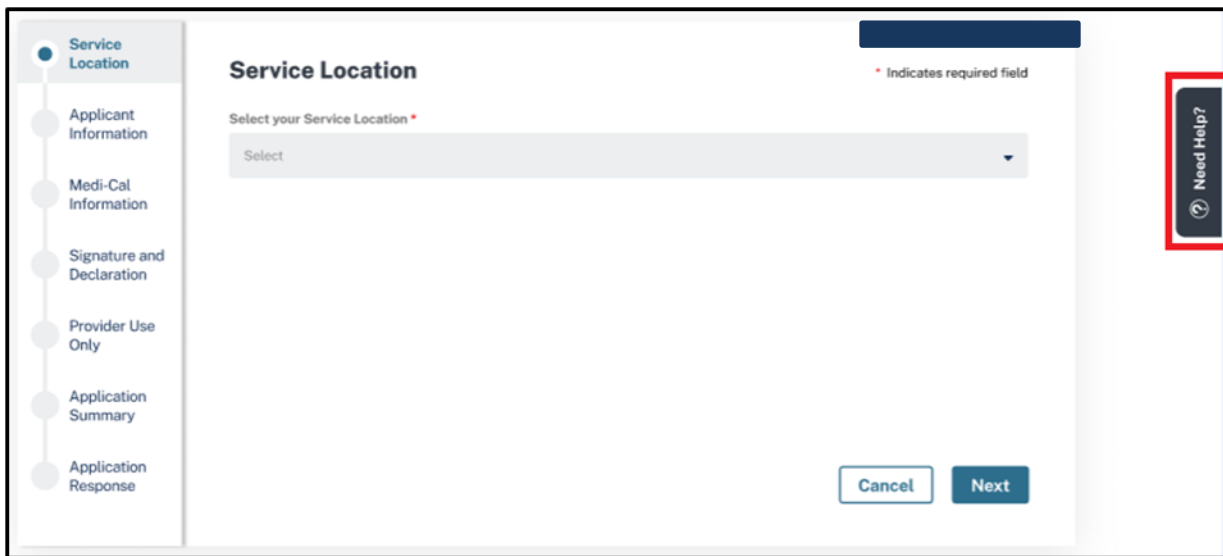 Service
Location
Applicant
Information
Medi-Cal
Information
Signature and
Declaration
Provider Use
Only
Application
Summary
Application
Response
Service Location
* Indicates required field
Select your Service Location *
Select
Cancel
Next
Need Help?